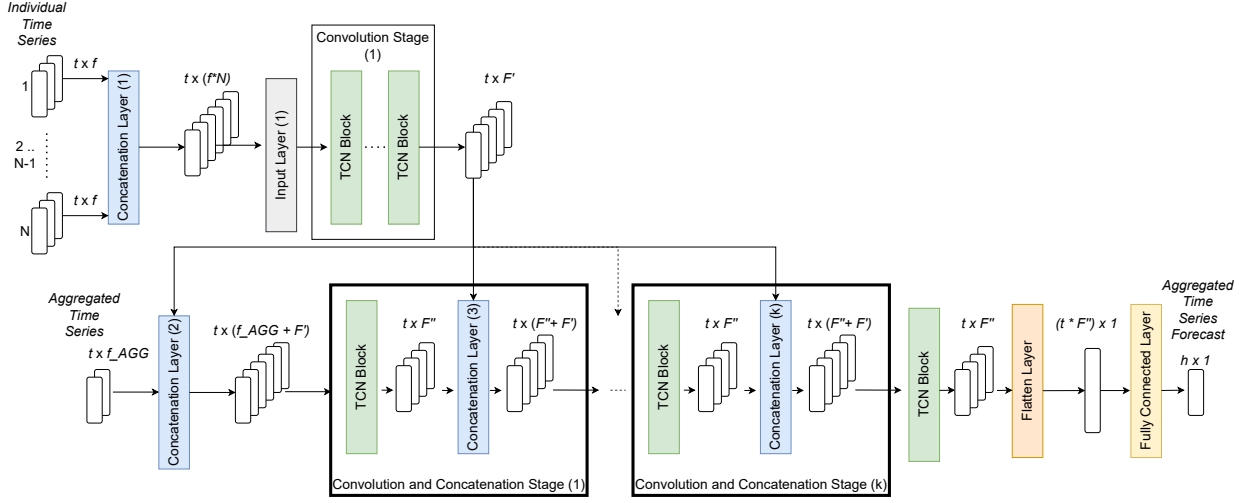 Individual
Time
Series
1
t x f
2 ..
N-1
N
t x f
Concatenation Layer (1)
t x (f*N)
Input Layer (1)
Convolution Stage
(1)
TCN Block
TCN Block
t x F'
Aggregated
Time
Series
t x f_AGG
Concatenation Layer (2)
t x (f_AGG + F')
TCN Block
t x F''
Concatenation Layer (3)
t x (F''+ F')
Convolution and Concatenation Stage (1)
TCN Block
t x F''
Concatenation Layer(k)
t x (F''+ F')
Convolution and Concatenation Stage (k)
TCN Block
t x F''
Flatten Layer
(t * F'') x 1
Fully Connected Layer
Aggregated
Time
Series
Forecast
h x 1